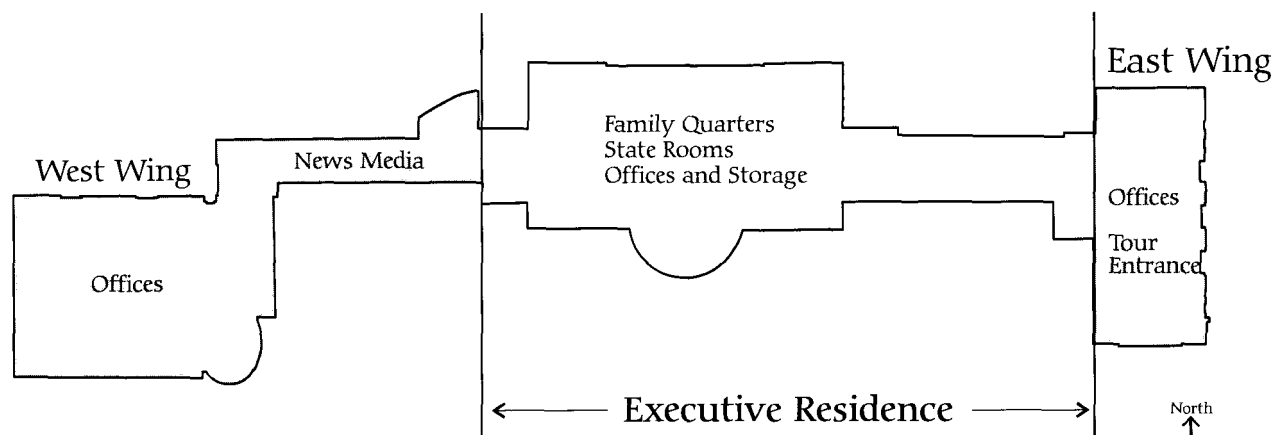 East Wing
Family Quarters
State Rooms
Offices and Storage
News Media
West Wing
Offices
Offices
Tour
Entrance
Executive Residence
North